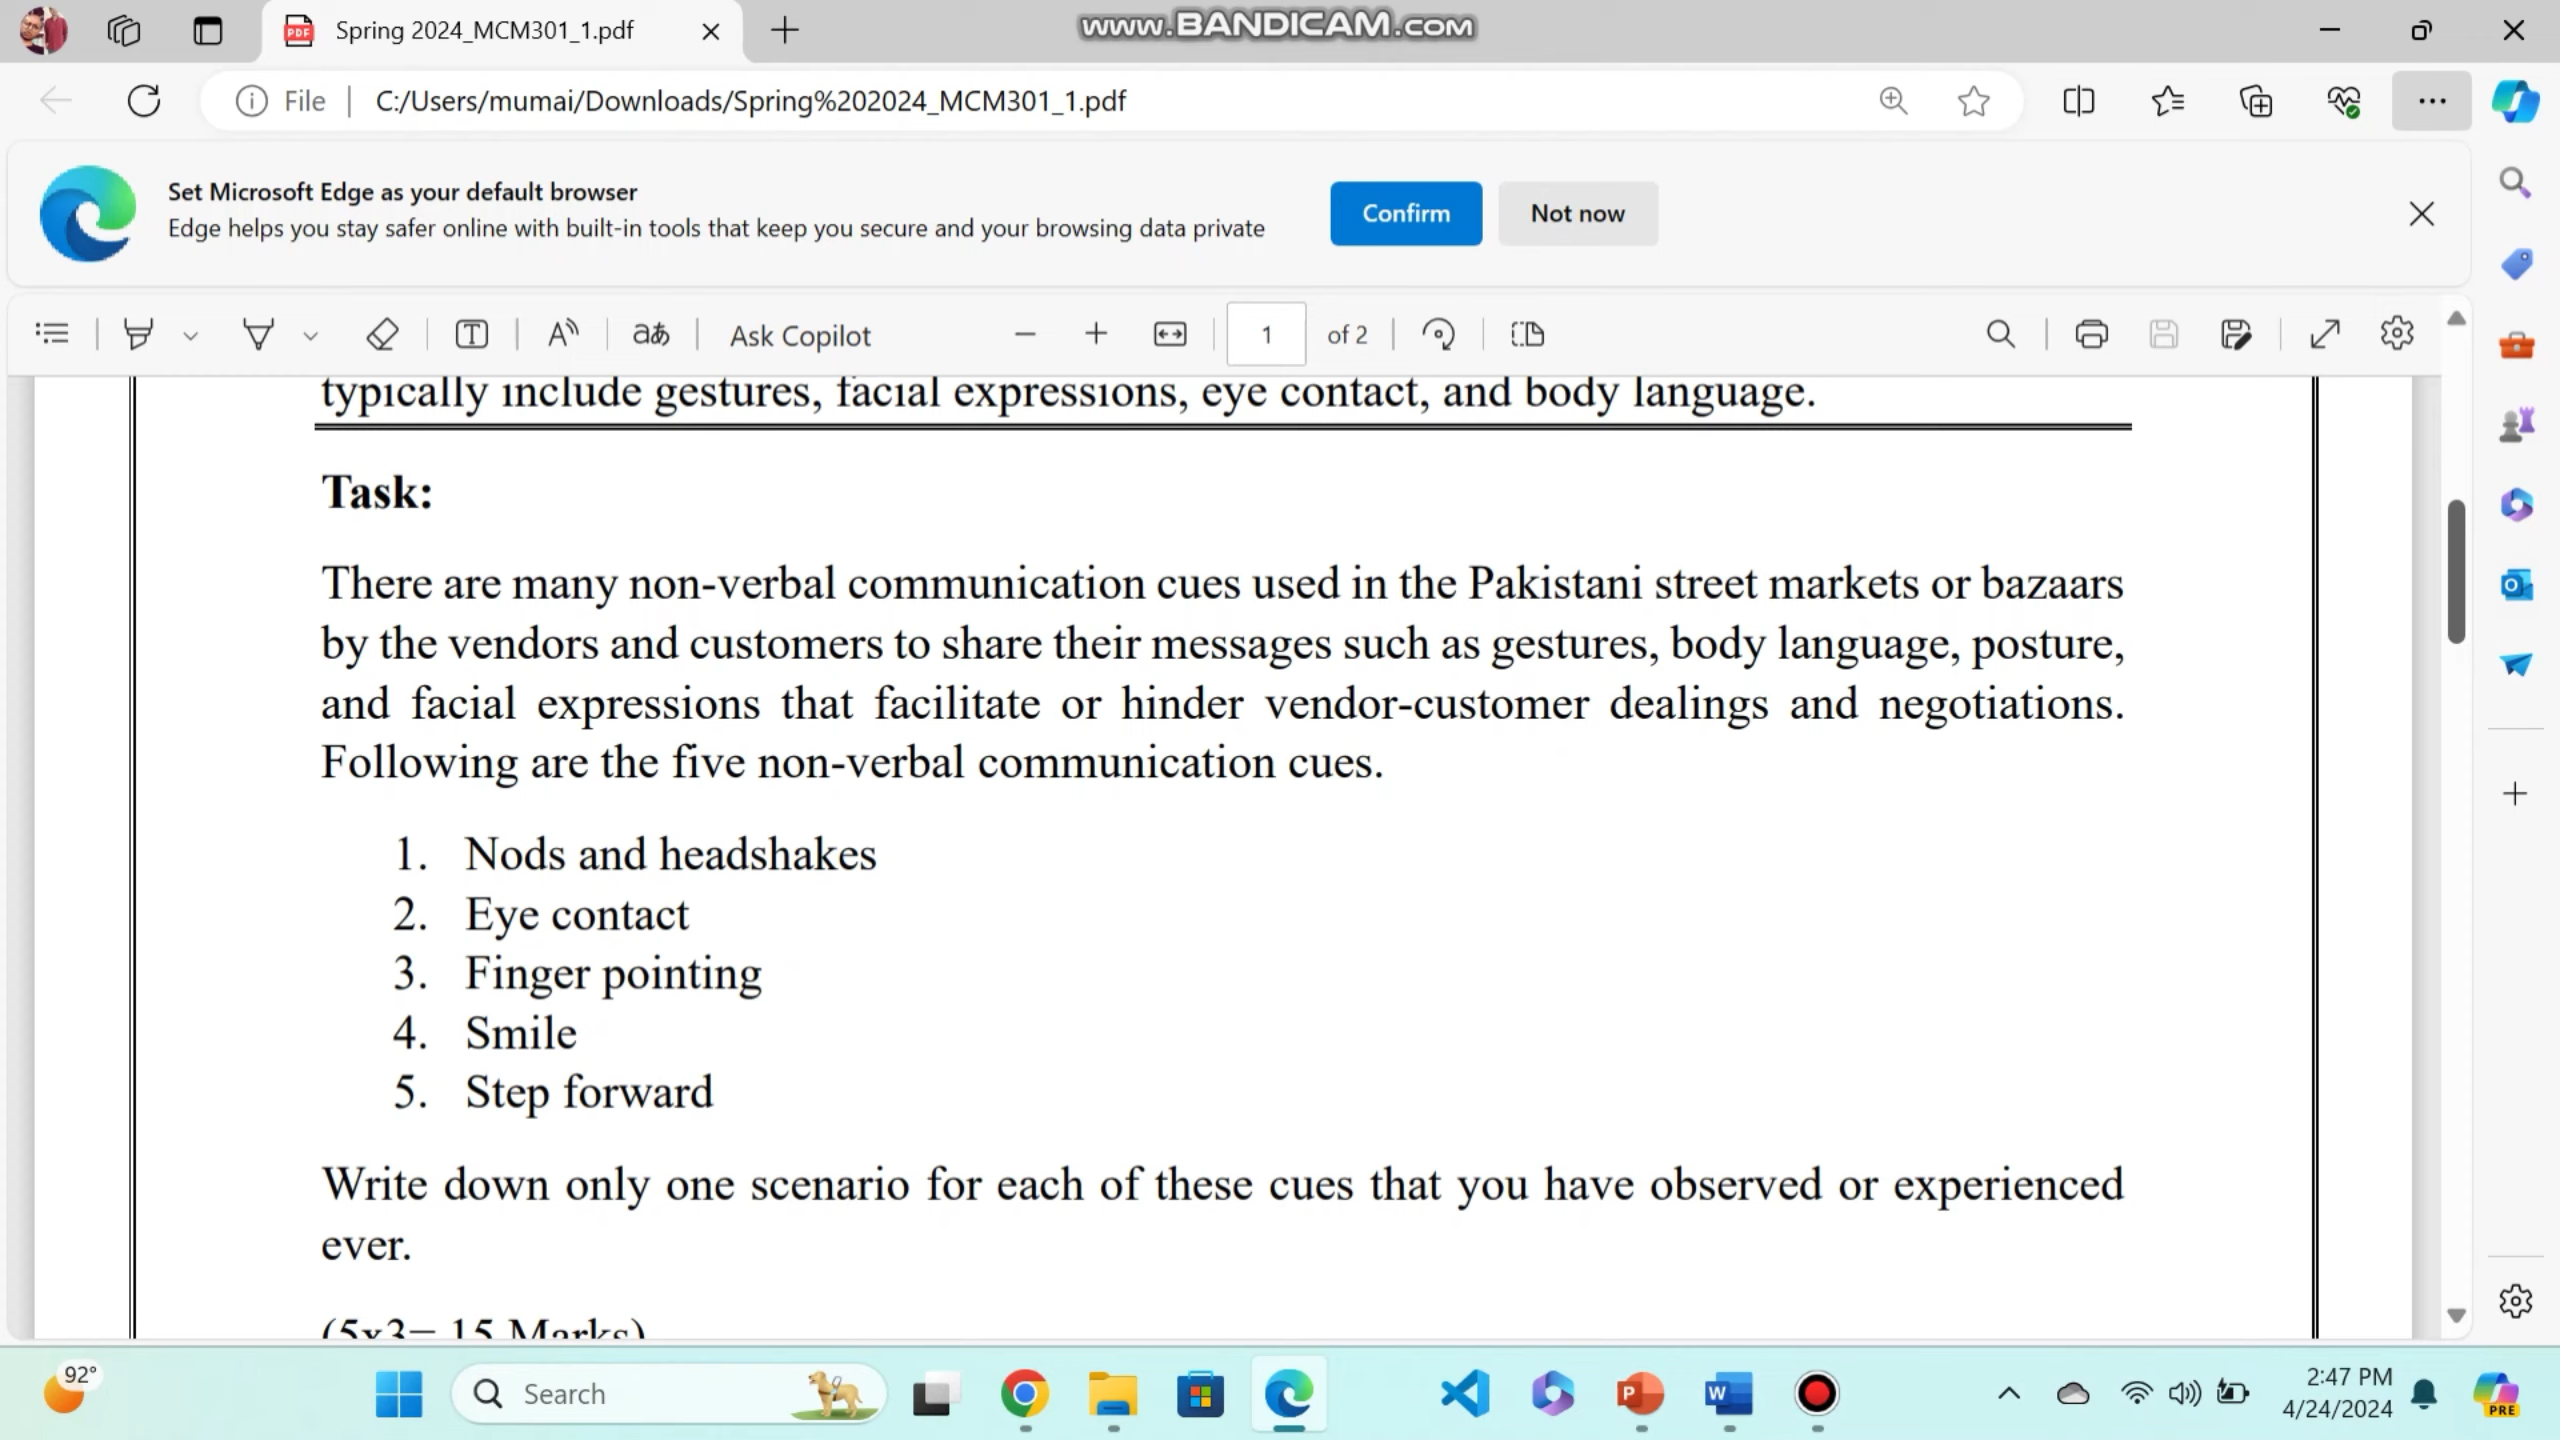 Spring 2024_MCM301_1.pdf
www.BANDICAM.com
File
C:/Users/mumai/Downloads/Spring%202024_MCM301_1.pdf
Set Microsoft Edge as your default browser
Edge helps you stay safer online with built-in tools that keep you secure and your browsing data private
Confirm
Not now
Ask Copilot
1 of 2
typically include gestures, facial expressions, eye contact, and body language.
Task:
There are many non-verbal communication cues used in the Pakistani street markets or bazaars
by the vendors and customers to share their messages such as gestures, body language, posture,
and facial expressions that facilitate or hinder vendor-customer dealings and negotiations.
Following are the five non-verbal communication cues.
1. Nods and headshakes
2. Eye contact
3. Finger pointing
4. Smile
5. Step forward
Write down only one scenario for each of these cues that you have observed or experienced
ever.
(5x3= 15 Marks)
92°
Search
2:47 PM
4/24/2024
PRE